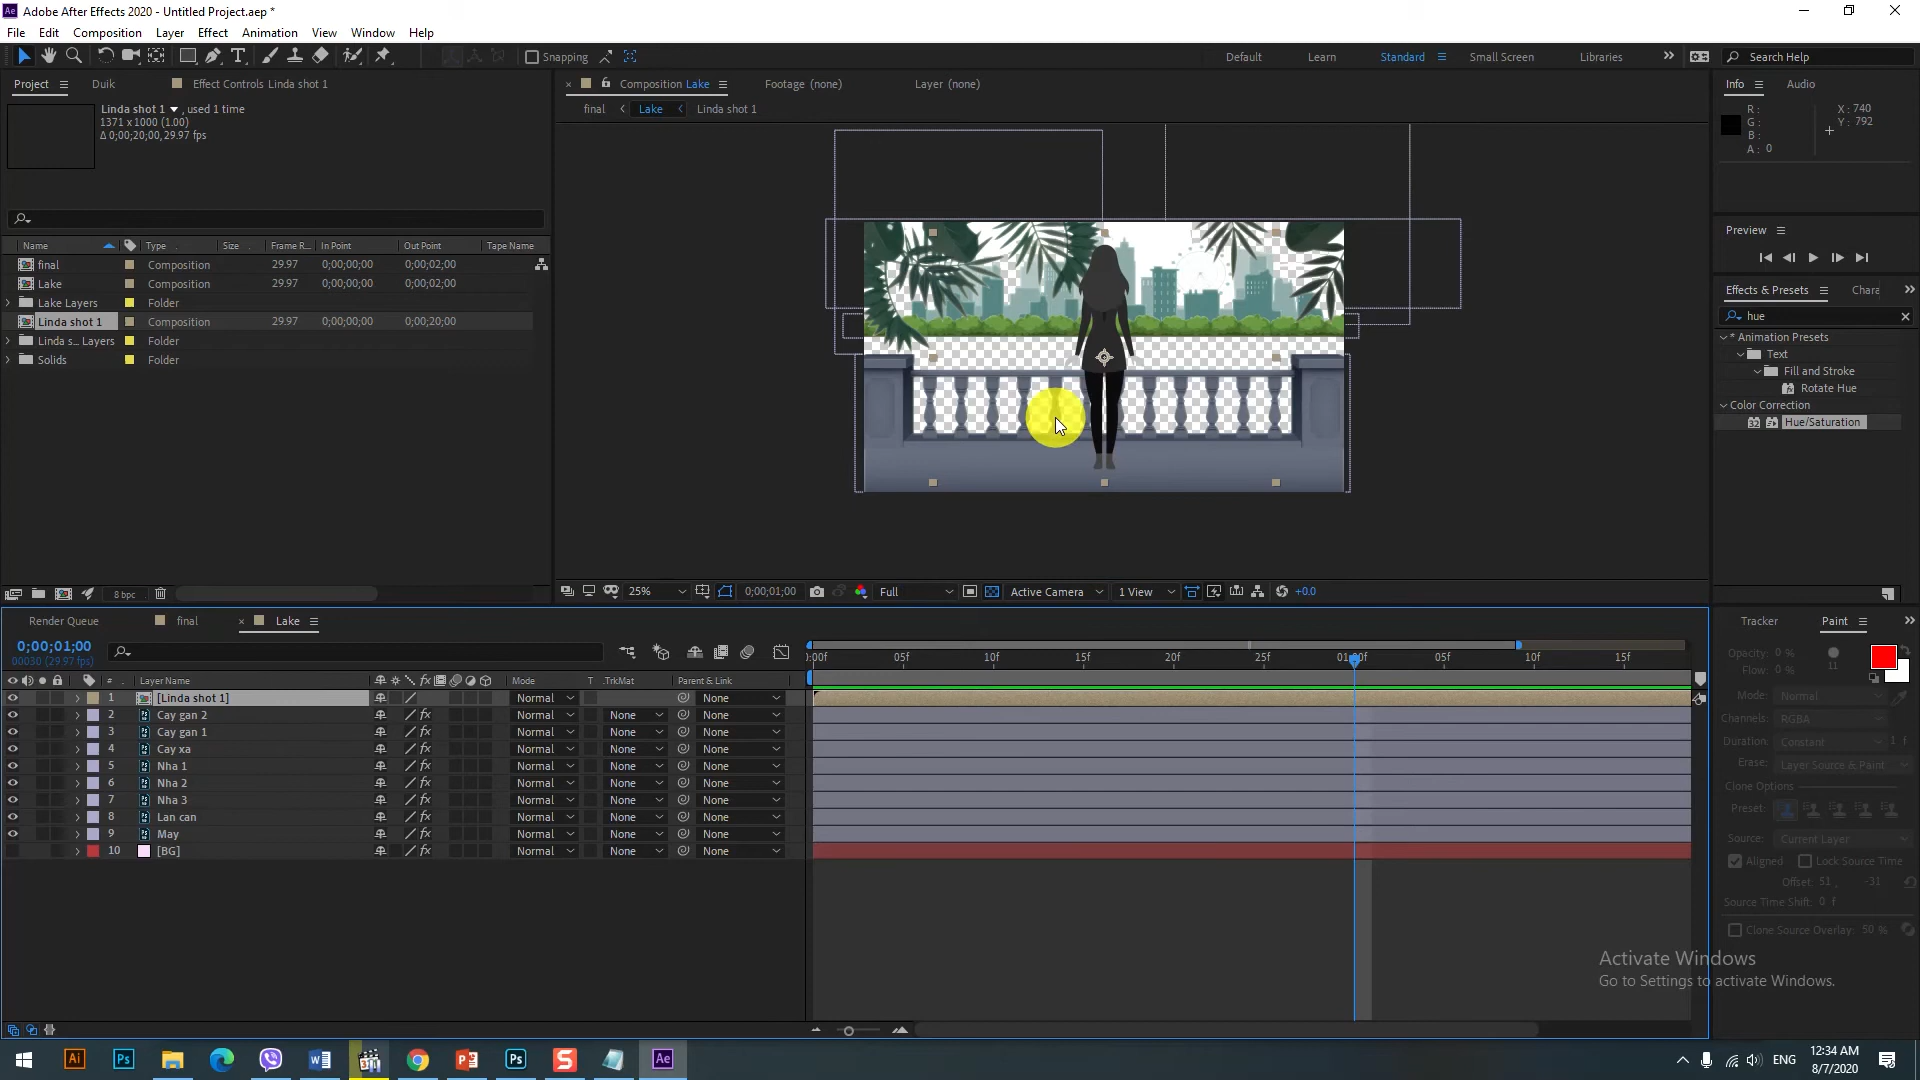 Adobe After Effects 2020 - Untitled Project.aep *
File Edit Composition Layer Effect Animation View Window Help
Snapping Default Learn Standard Small Screen Libraries Search Help
Project Duik Effect Controls Linda shot 1 Composition Lake Footage (none) Layer (none) Info Audio
Linda shot 1 , used 1 time final Lake Linda shot 1
1371 x 1000 (1.00)
Δ 0;00;20;00, 29.97 fps
R :
G :
B :
A : 0
X : 740
Y : 792
Preview
Name Type Size Frame R... In Point Out Point Tape Name
final Composition 29.97 0;00;00;00 0;00;02;00
Lake Composition 29.97 0;00;00;00 0;00;02;00
Lake Layers Folder
Linda shot 1 Composition 29.97 0;00;00;00 0;00;20;00
Linda s... Layers Folder
Solids Folder
Effects & Presets Chara
hue
* Animation Presets
Text
Fill and Stroke
Rotate Hue
Color Correction
Hue/Saturation
8 bpc 25% 0;00;01;00 Full Active Camera 1 View +0.0
Render Queue final Lake Tracker Paint
0;00;01;00
00030 (29.97 fps)
:00f 05f 10f 15f 20f 25f 01:00f 05f 10f 15f
# Layer Name Mode T .TrkMat Parent & Link
1 [Linda shot 1] Normal None
2 Cay gan 2 Normal None None
3 Cay gan 1 Normal None None
4 Cay xa Normal None None
5 Nha 1 Normal None None
6 Nha 2 Normal None None
7 Nha 3 Normal None None
8 Lan can Normal None None
9 May Normal None None
10 [BG] Normal None None
Opacity: 0 %
Flow: 0 %
11
Mode: Normal
Channels: RGBA
Duration: Constant 1 f
Erase: Layer Source & Paint
Clone Options
Preset:
Source: Current Layer
Aligned Lock Source Time
Offset: 51 , -31
Source Time Shift: 0 f
Clone Source Overlay: 50 %
Activate Windows
Go to Settings to activate Windows.
ENG
12:34 AM
8/7/2020